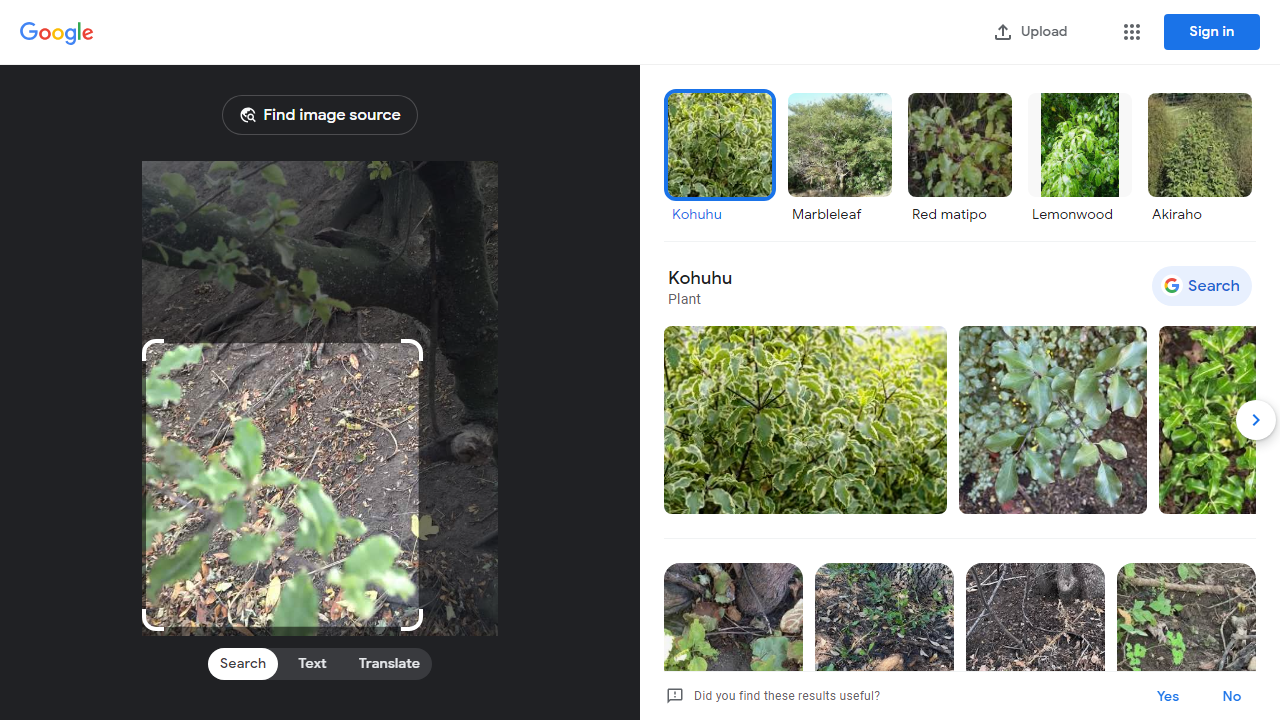 Google
Upload
Sign in
Find image source
Search
Text
Translate
Kohuhu
Marbleleaf
Red matipo
Lemonwood
Akiraho
Kohuhu
Plant
Search
Did you find these results useful?
Yes
No